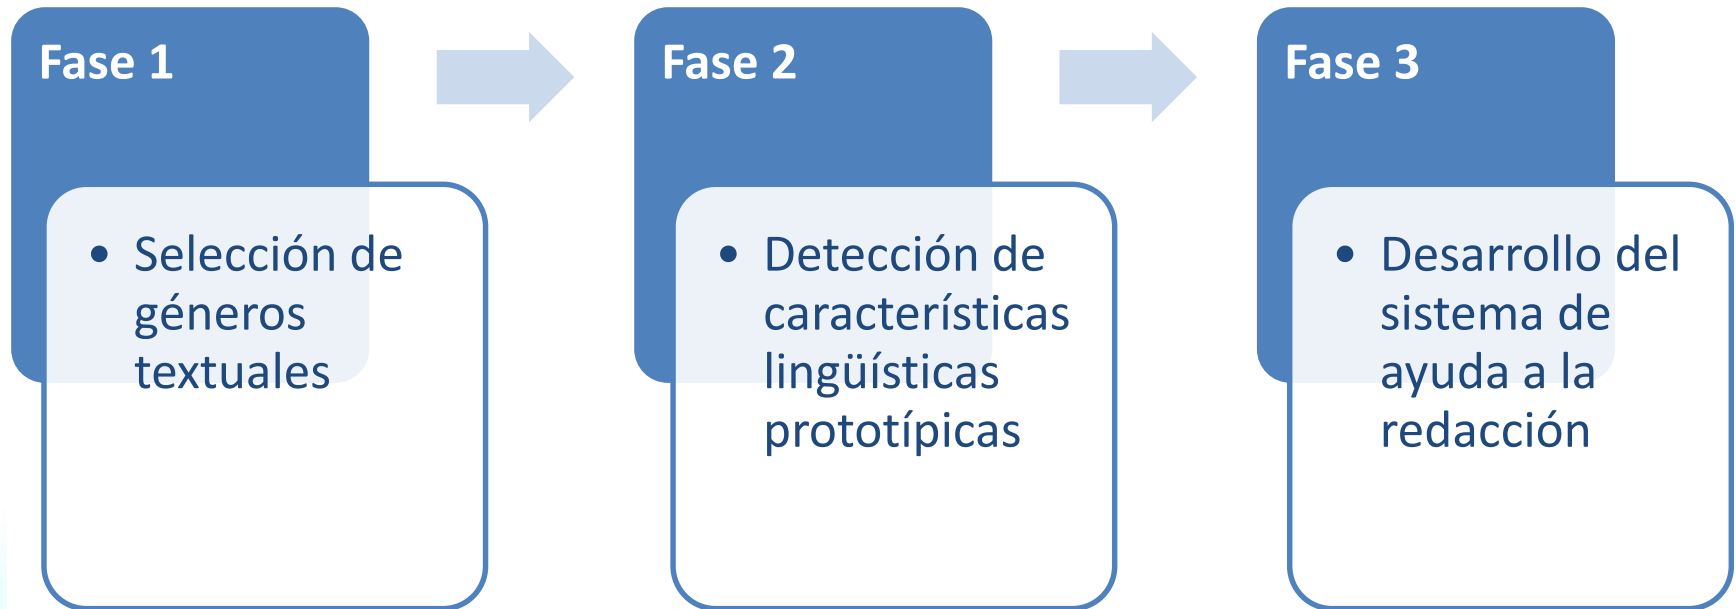 Fase 1
• Selección de
géneros
textuales
Fase 2
• Detección de
características
lingüísticas
prototípicas
Fase 3
• Desarrollo del
sistema de
ayuda a la
redacción